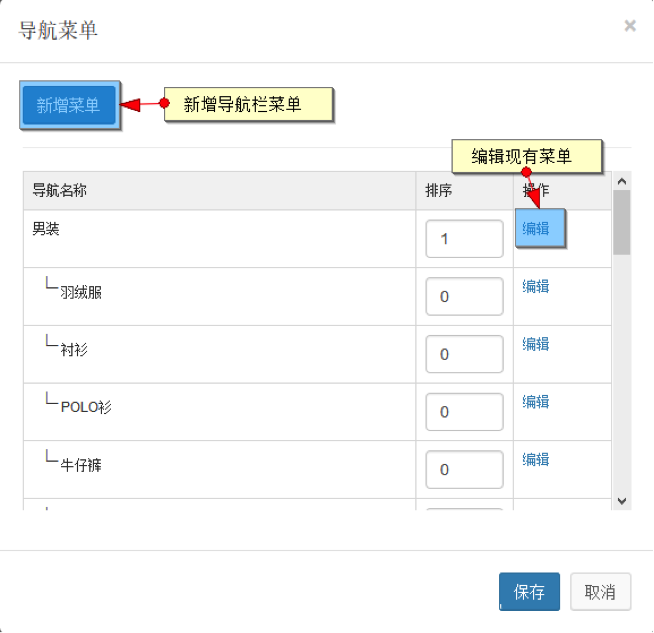 导航菜单
×
新增菜单
新增导航栏菜单
编辑现有菜单
导航名称 排序 操作
男装 1 编辑
羽绒服 0 编辑
衬衫 0 编辑
POLO衫 0 编辑
牛仔裤 0 编辑
保存 取消